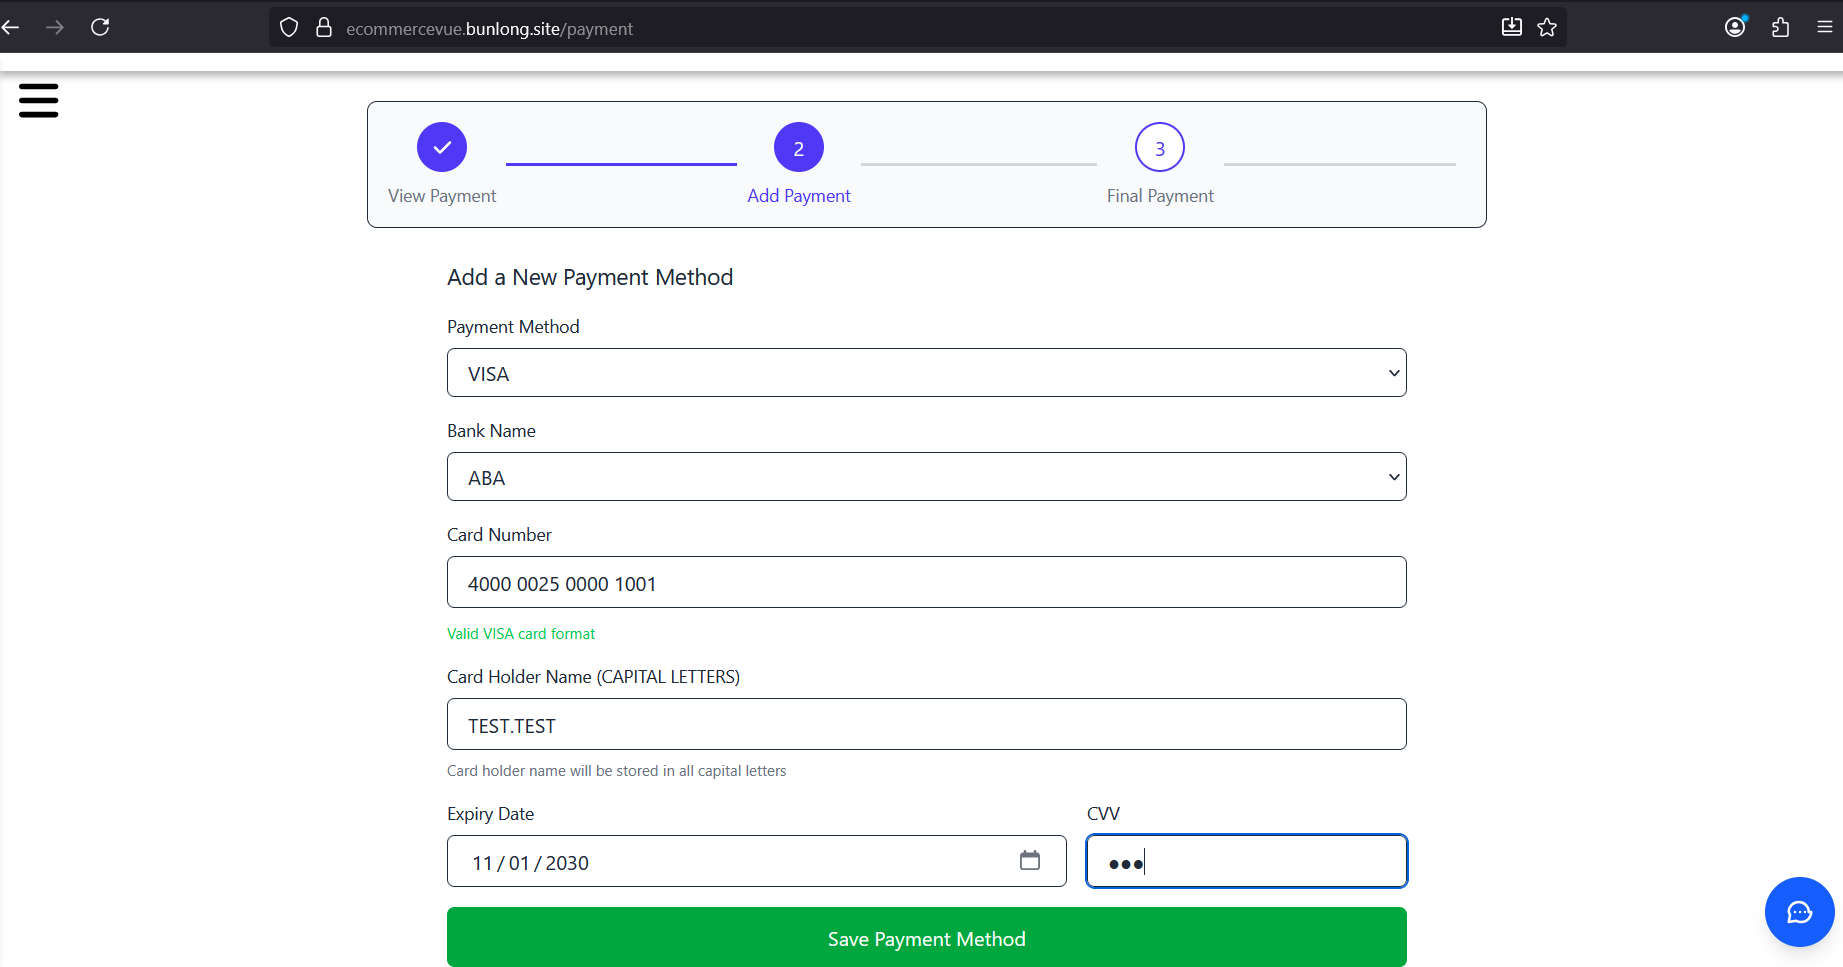 ecommercevue.bunlong.site/payment
2
3
View Payment
Add Payment
Final Payment
Add a New Payment Method
Payment Method
VISA
Bank Name
ABA
Card Number
4000 0025 0000 1001
Valid VISA card format
Card Holder Name (CAPITAL LETTERS)
TEST.TEST
Card holder name will be stored in all capital letters
Expiry Date
CVV
11 / 01 / 2030
●●●
Save Payment Method